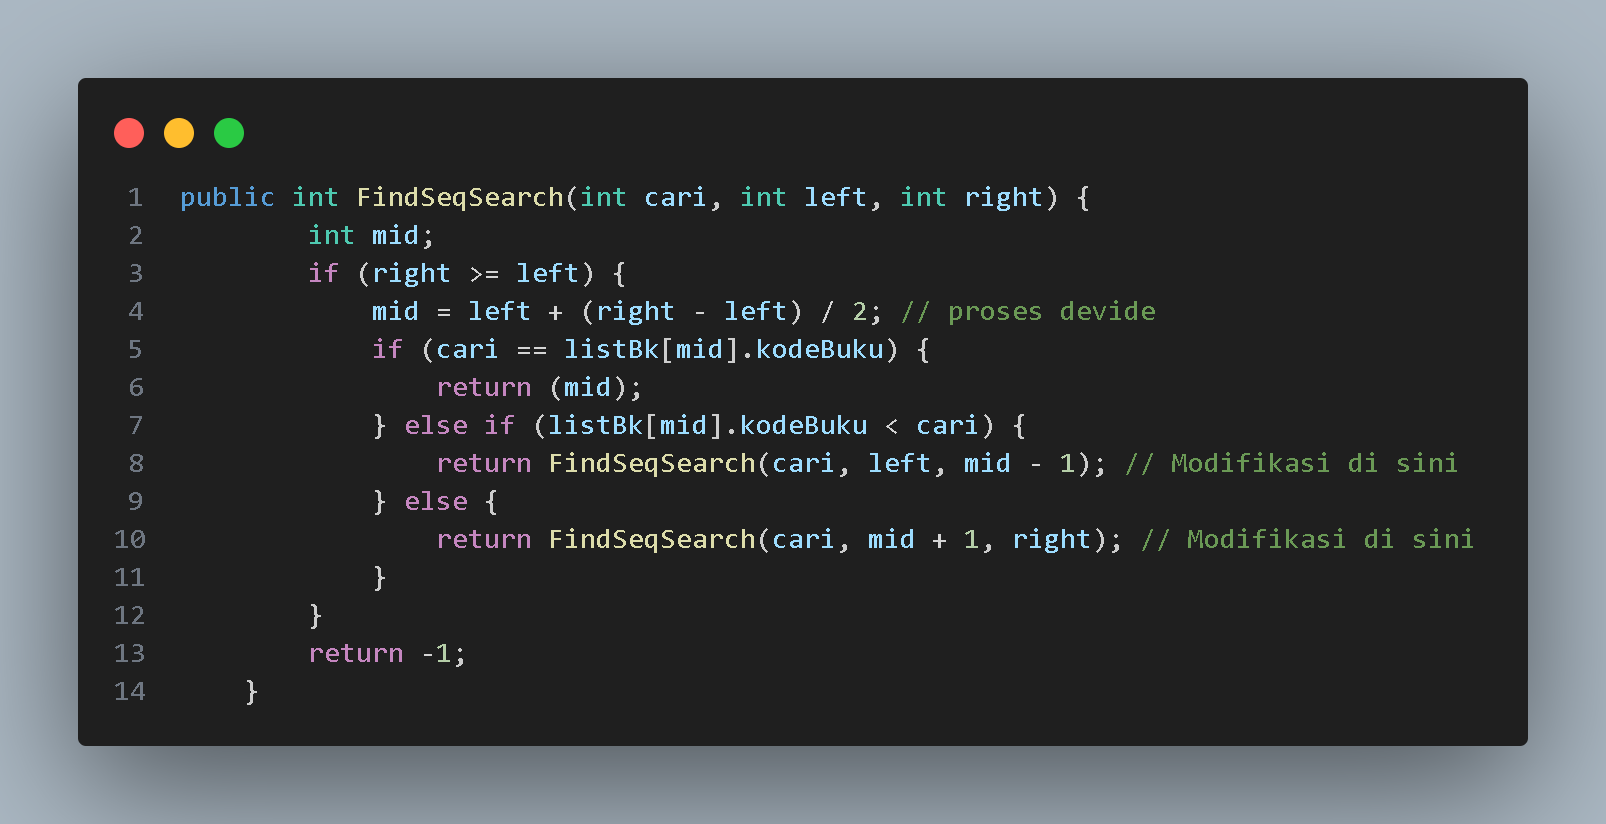 1 public int FindSeqSearch(int cari, int left, int right) {
2         int mid;
3         if (right >= left) {
4             mid = left + (right - left) / 2; // proses devide
5             if (cari == listBk[mid].kodeBuku) {
6                 return (mid);
7             } else if (listBk[mid].kodeBuku < cari) {
8                 return FindSeqSearch(cari, left, mid - 1); // Modifikasi di sini
9             } else {
10                 return FindSeqSearch(cari, mid + 1, right); // Modifikasi di sini
11             }
12         }
13         return -1;
14     }